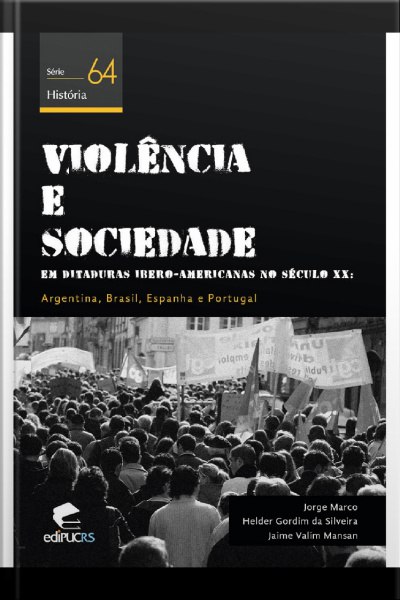 Série 64
História
VIOLÊNCIA
E
SOCIEDADE
EM DITADURAS IBERO-AMERICANAS NO SÉCULO XX:
Argentina, Brasil, Espanha e Portugal
cgt
Jorge Marco
Helder Gordim da Silveira
Jaime Valim Mansan
ediPUCRS